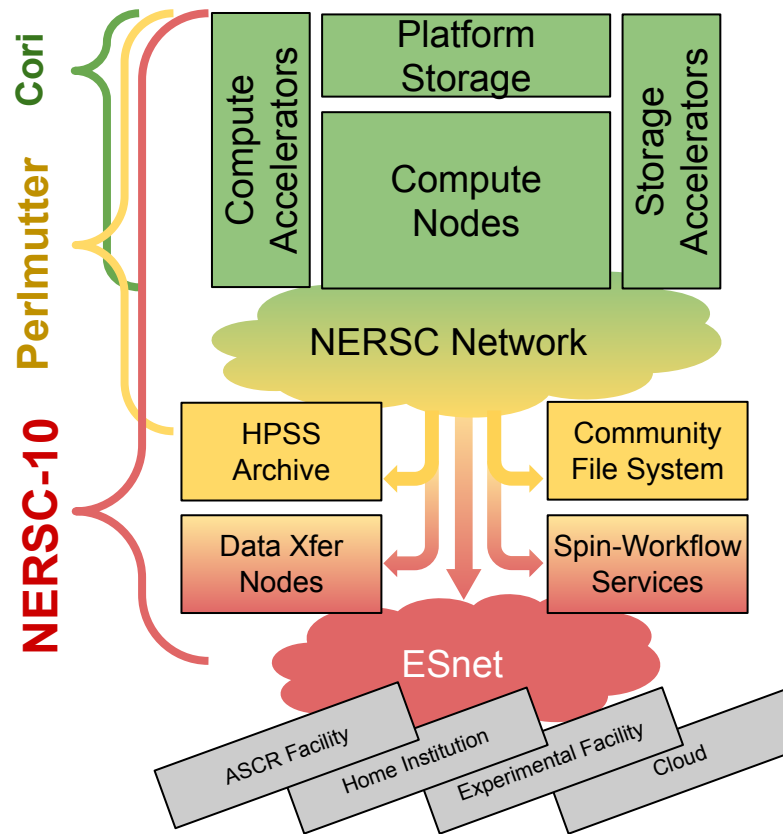 Cori
Perlmutter
NERSC-10
Compute
Accelerators
Platform
Storage
Compute
Nodes
Storage
Accelerators
NERSC Network
HPSS
Archive
Community
File System
Data Xfer
Nodes
Spin-Workflow
Services
ESnet
ASCR Facility
Home Institution
Experimental Facility
Cloud